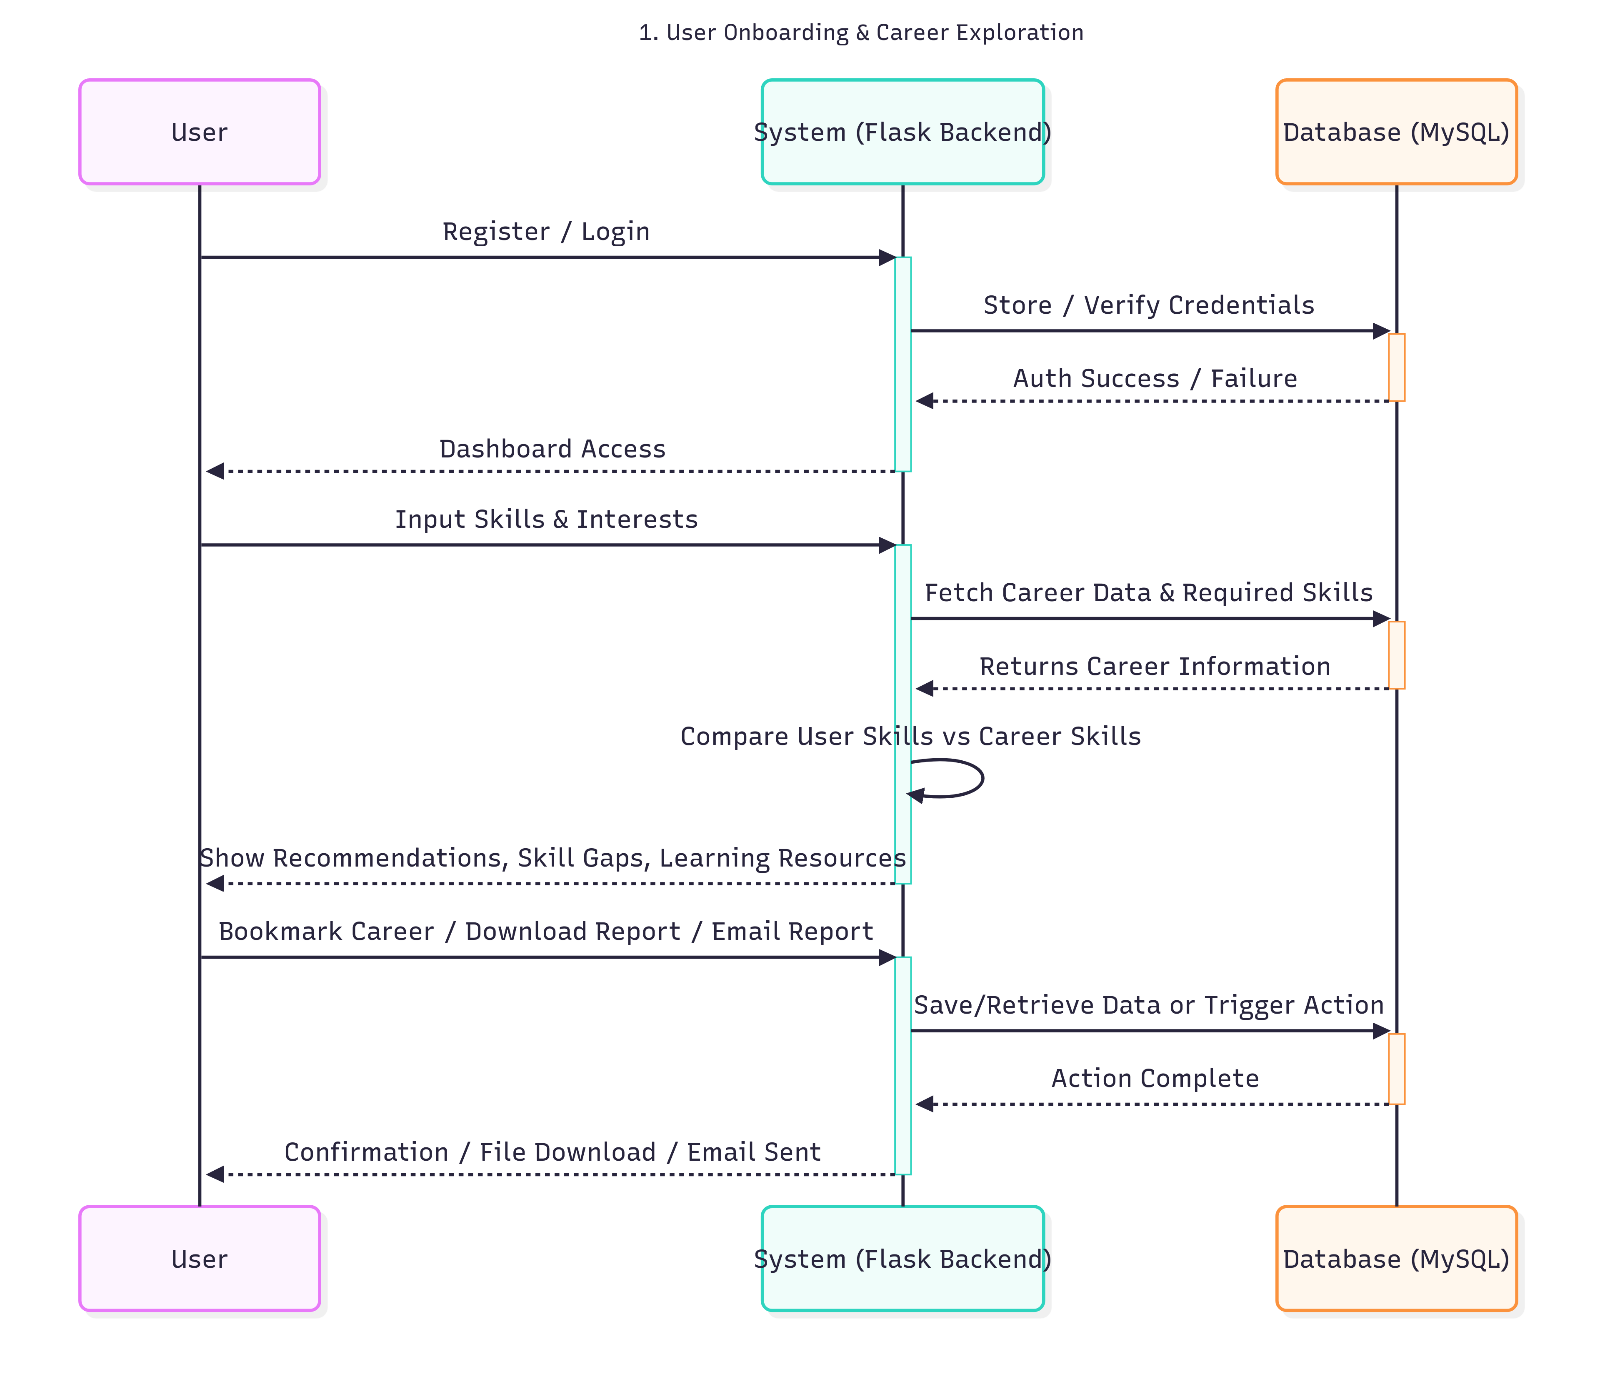 1. User Onboarding & Career Exploration
User
System (Flask Backend)
Database (MySQL)
Register / Login
Store / Verify Credentials
Auth Success / Failure
Dashboard Access
Input Skills & Interests
Fetch Career Data & Required Skills
Returns Career Information
Compare User Skills vs Career Skills
Show Recommendations, Skill Gaps, Learning Resources
Bookmark Career / Download Report / Email Report
Save/Retrieve Data or Trigger Action
Action Complete
Confirmation / File Download / Email Sent
User
System (Flask Backend)
Database (MySQL)